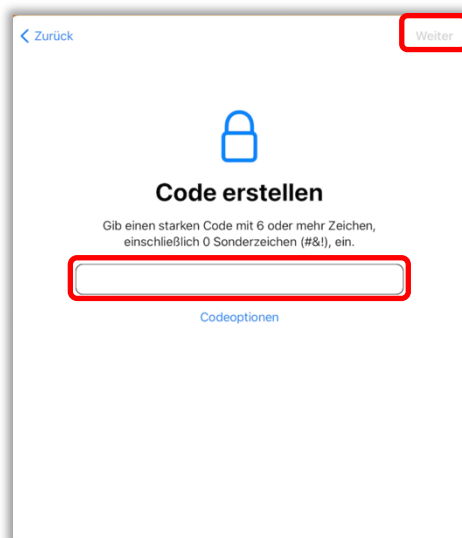 Zurück
Weiter
Code erstellen
Gib einen starken Code mit 6 oder mehr Zeichen,
einschließlich 0 Sonderzeichen (#&!), ein.
Codeoptionen